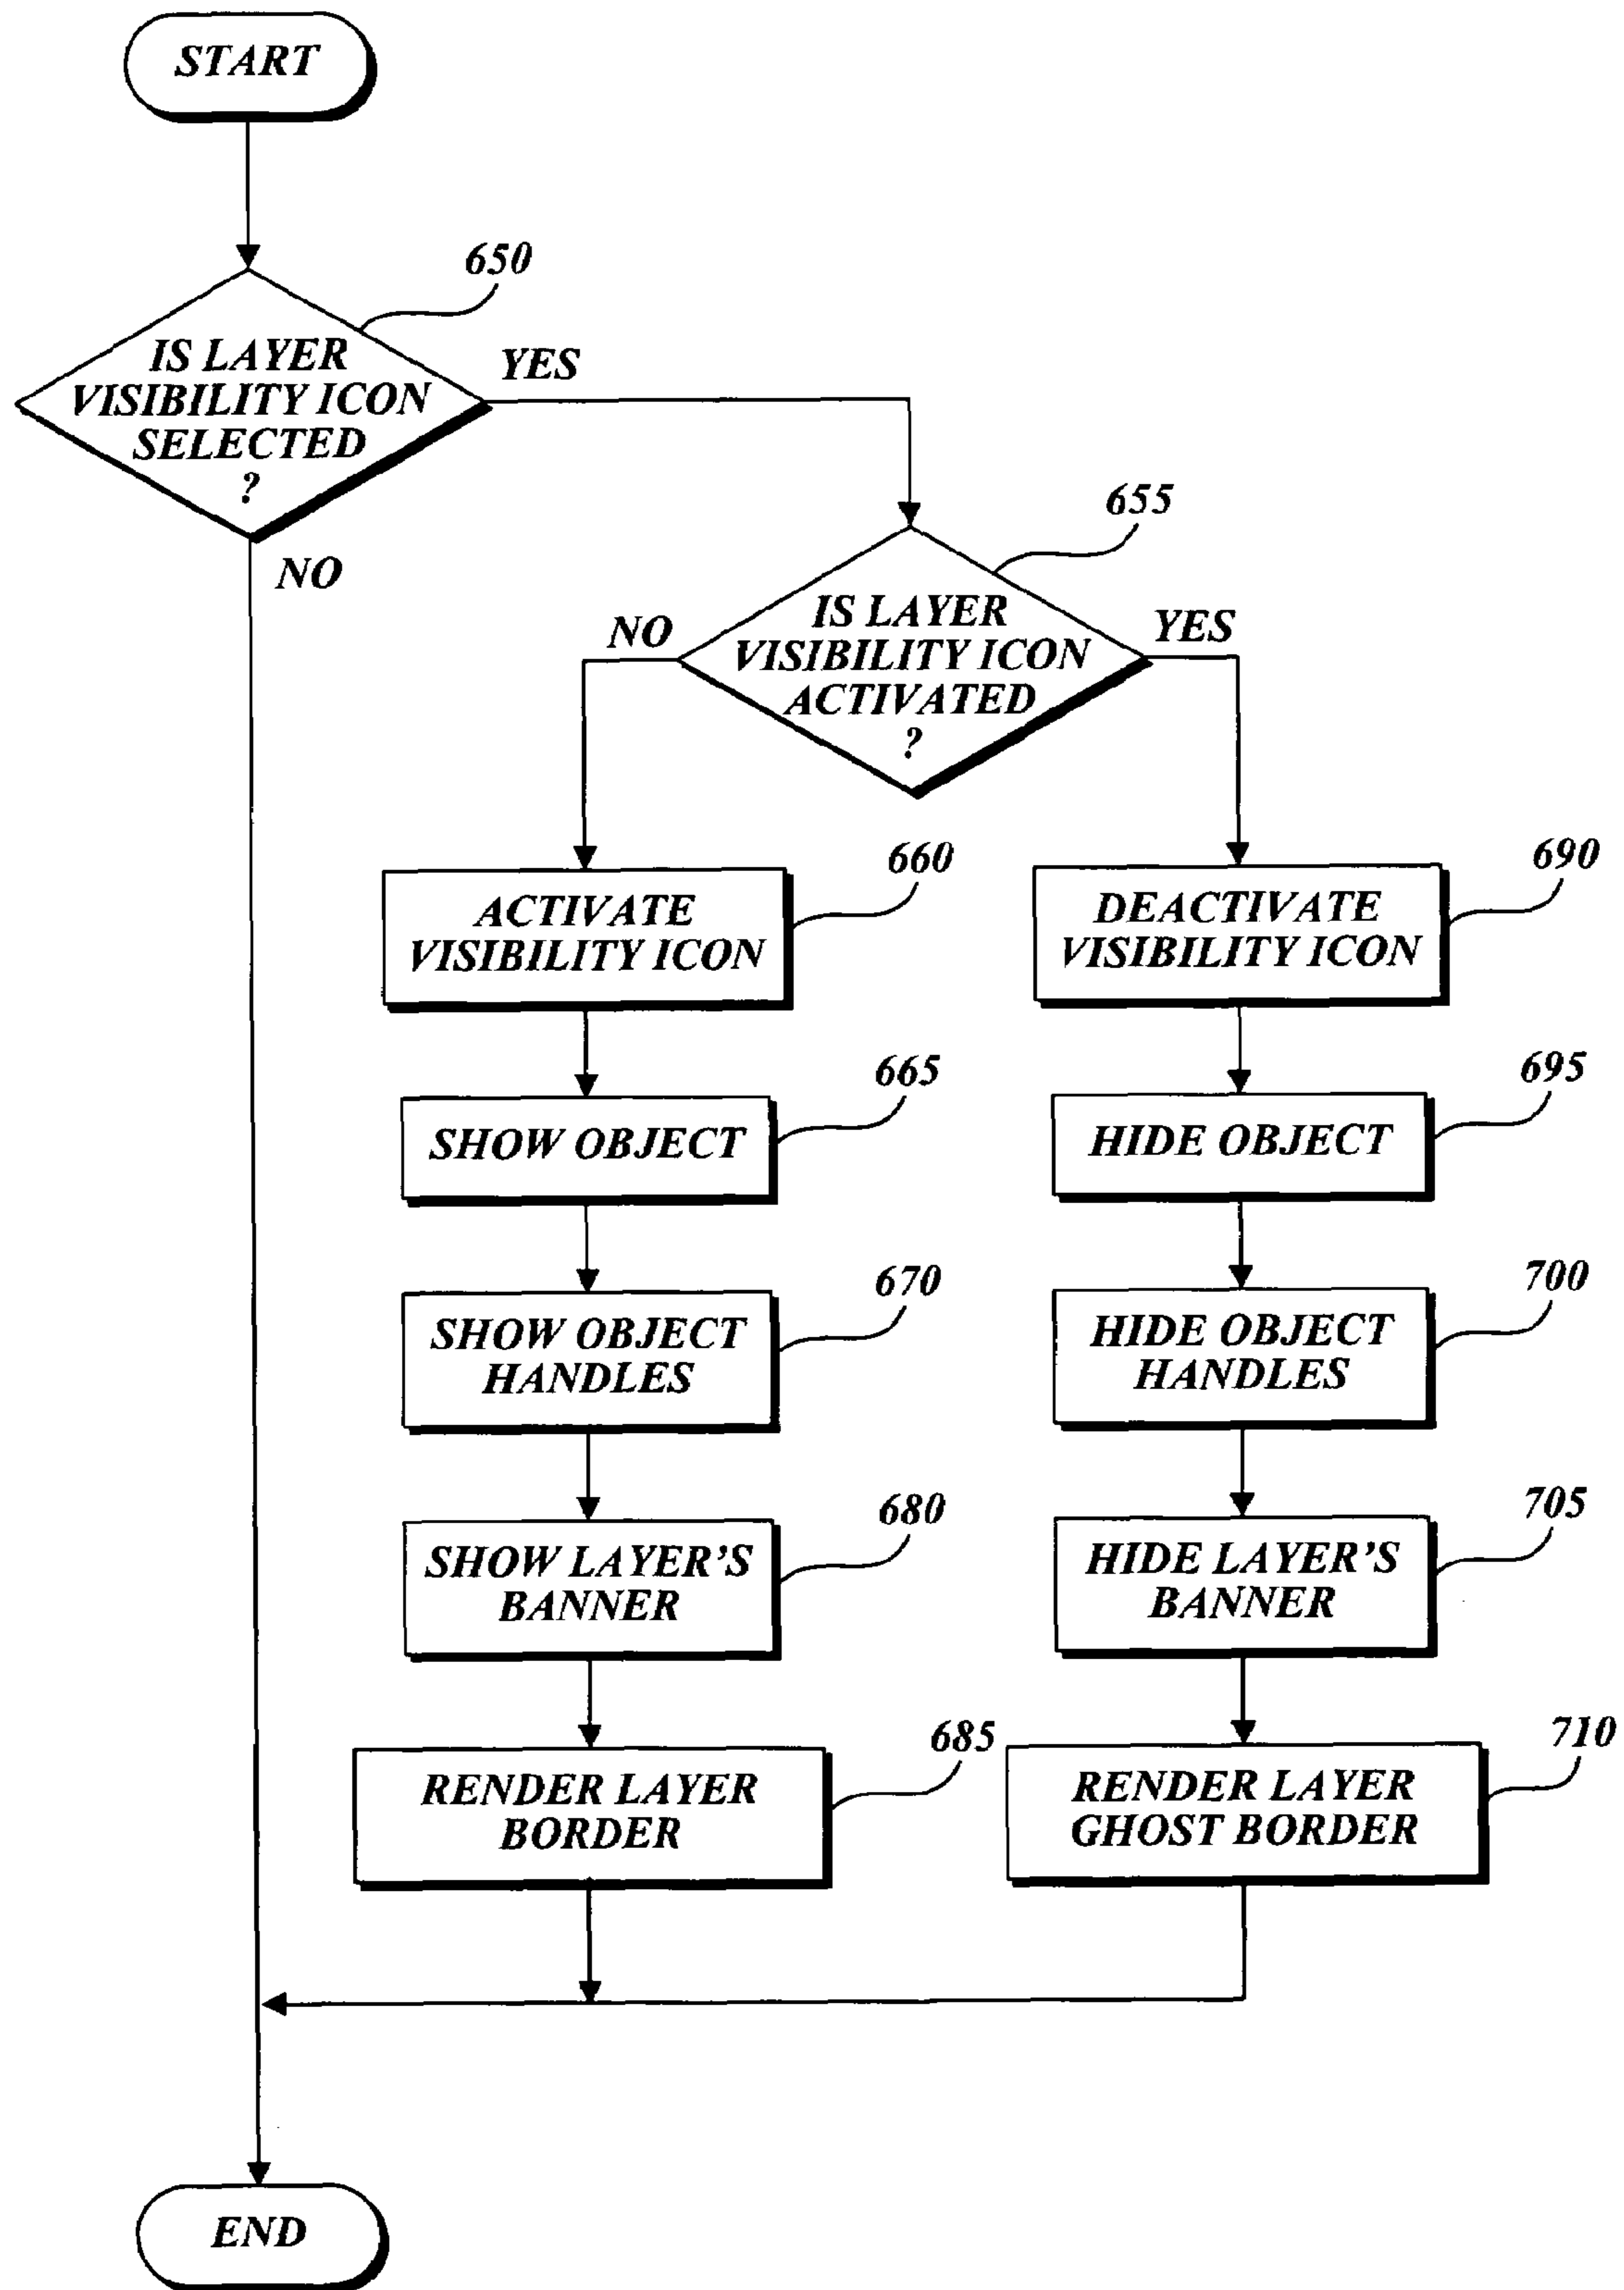 START
650
IS LAYER
VISIBILITY ICON
SELECTED
?
YES
NO
655
IS LAYER
VISIBILITY ICON
ACTIVATED
?
NO
YES
660
ACTIVATE
VISIBILITY ICON
690
DEACTIVATE
VISIBILITY ICON
665
SHOW OBJECT
695
HIDE OBJECT
670
SHOW OBJECT
HANDLES
700
HIDE OBJECT
HANDLES
680
SHOW LAYER'S
BANNER
705
HIDE LAYER'S
BANNER
685
RENDER LAYER
BORDER
710
RENDER LAYER
GHOST BORDER
END